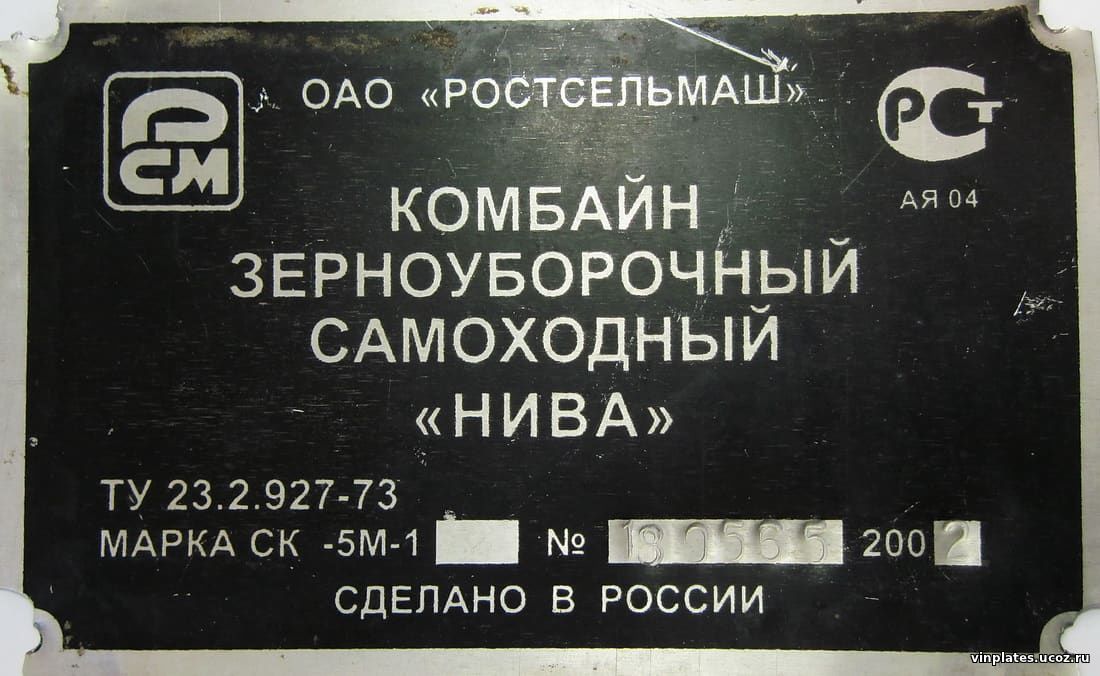 РСМ
ОАО «РОСТСЕЛЬМАШ»
РСТ
АЯ 04
КОМБАЙН
ЗЕРНОУБОРОЧНЫЙ
САМОХОДНЫЙ
«НИВА»
ТУ 23.2.927-73
МАРКА СК -5М-1 № 180565 2002
СДЕЛАНО В РОССИИ
vinplates.ucoz.ru